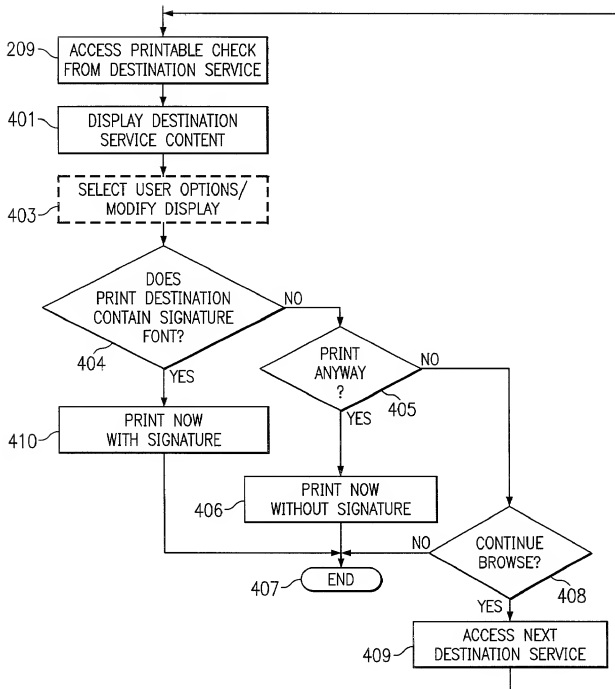 209
ACCESS PRINTABLE CHECK
FROM DESTINATION SERVICE
401
DISPLAY DESTINATION
SERVICE CONTENT
SELECT USER OPTIONS/
MODIFY DISPLAY
403
DOES
PRINT DESTINATION
CONTAIN SIGNATURE
FONT?
NO
404
YES
PRINT
ANYWAY
?
NO
405
YES
PRINT NOW
WITH SIGNATURE
410
PRINT NOW
WITHOUT SIGNATURE
406
NO
CONTINUE
BROWSE?
408
END
407
YES
ACCESS NEXT
DESTINATION SERVICE
409